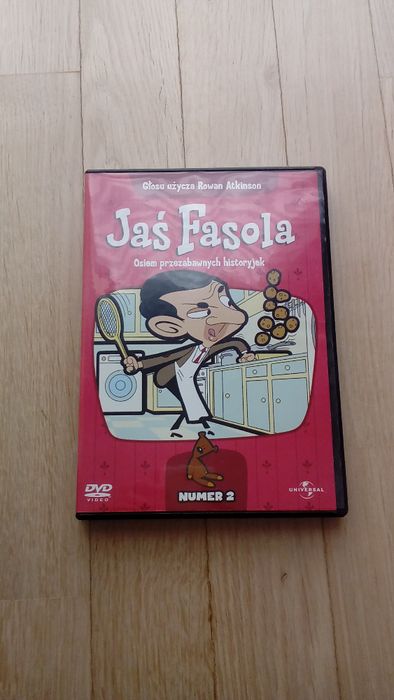 Głosu użycza Rowan Atkinson
Jaś Fasola
Osiem przezabawnych historyjek
NUMER 2
DVD
VIDEO
UNIVERSAL